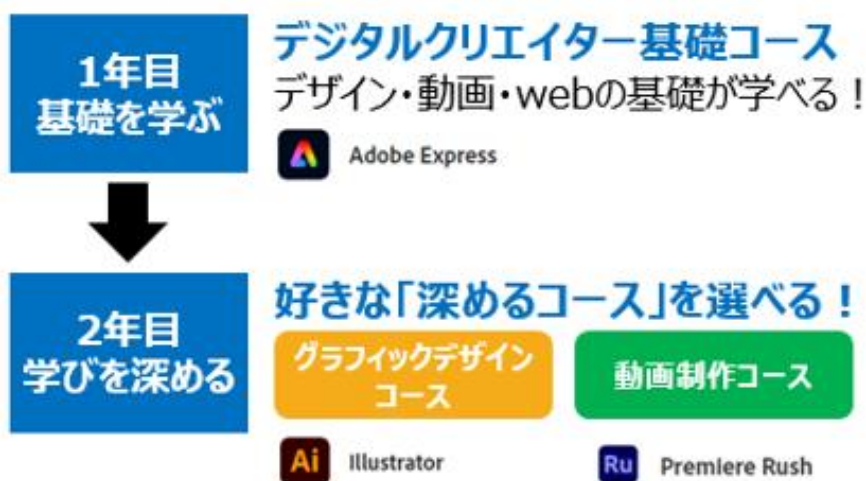 1年目
基礎を学ぶ
デジタルクリエイター基礎コース
デザイン・動画・webの基礎が学べる！
Adobe Express
2年目
学びを深める
好きな「深めるコース」を選べる！
グラフィックデザイン
コース
動画制作コース
Ai
Illustrator
Ru
Premiere Rush